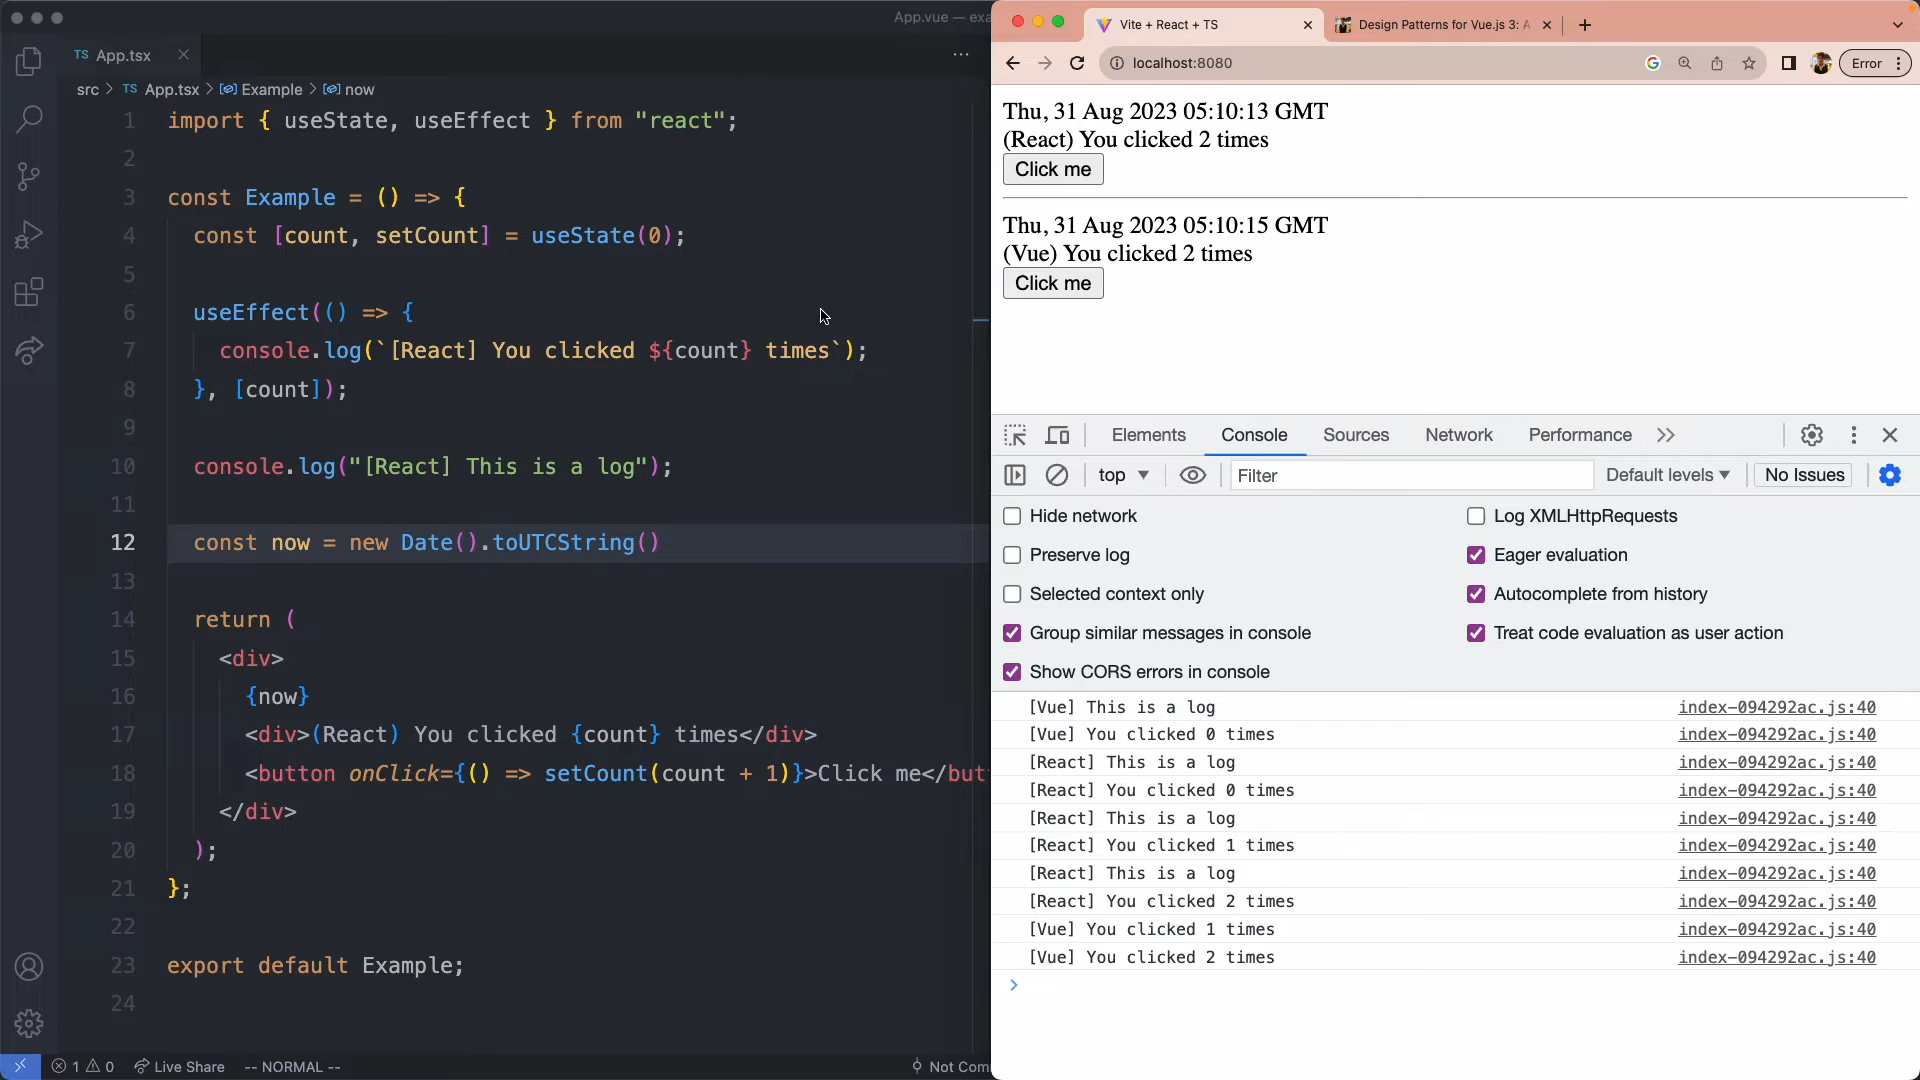 App.vue — exa
TS App.tsx
src > TS App.tsx > Example > now
1 import { useState, useEffect } from "react";
2
3 const Example = () => {
4 const [count, setCount] = useState(0);
5
6 useEffect(() => {
7 console.log(`[React] You clicked ${count} times`);
8 }, [count]);
9
10 console.log("[React] This is a log");
11
12 const now = new Date().toUTCString()
13
14 return (
15 <div>
16 {now}
17 <div>(React) You clicked {count} times</div>
18 <button onClick={() => setCount(count + 1)}>Click me</but
19 </div>
20 );
21 };
22
23 export default Example;
24
1 0 Live Share -- NORMAL -- Not Com
Vite + React + TS
Design Patterns for Vue.js 3: A
localhost:8080
Error
Thu, 31 Aug 2023 05:10:13 GMT
(React) You clicked 2 times
Click me
Thu, 31 Aug 2023 05:10:15 GMT
(Vue) You clicked 2 times
Click me
Elements Console Sources Network Performance
top Filter Default levels No Issues
Hide network Log XMLHttpRequests
Preserve log Eager evaluation
Selected context only Autocomplete from history
Group similar messages in console Treat code evaluation as user action
Show CORS errors in console
[Vue] This is a log index-094292ac.js:40
[Vue] You clicked 0 times index-094292ac.js:40
[React] This is a log index-094292ac.js:40
[React] You clicked 0 times index-094292ac.js:40
[React] This is a log index-094292ac.js:40
[React] You clicked 1 times index-094292ac.js:40
[React] This is a log index-094292ac.js:40
[React] You clicked 2 times index-094292ac.js:40
[Vue] You clicked 1 times index-094292ac.js:40
[Vue] You clicked 2 times index-094292ac.js:40